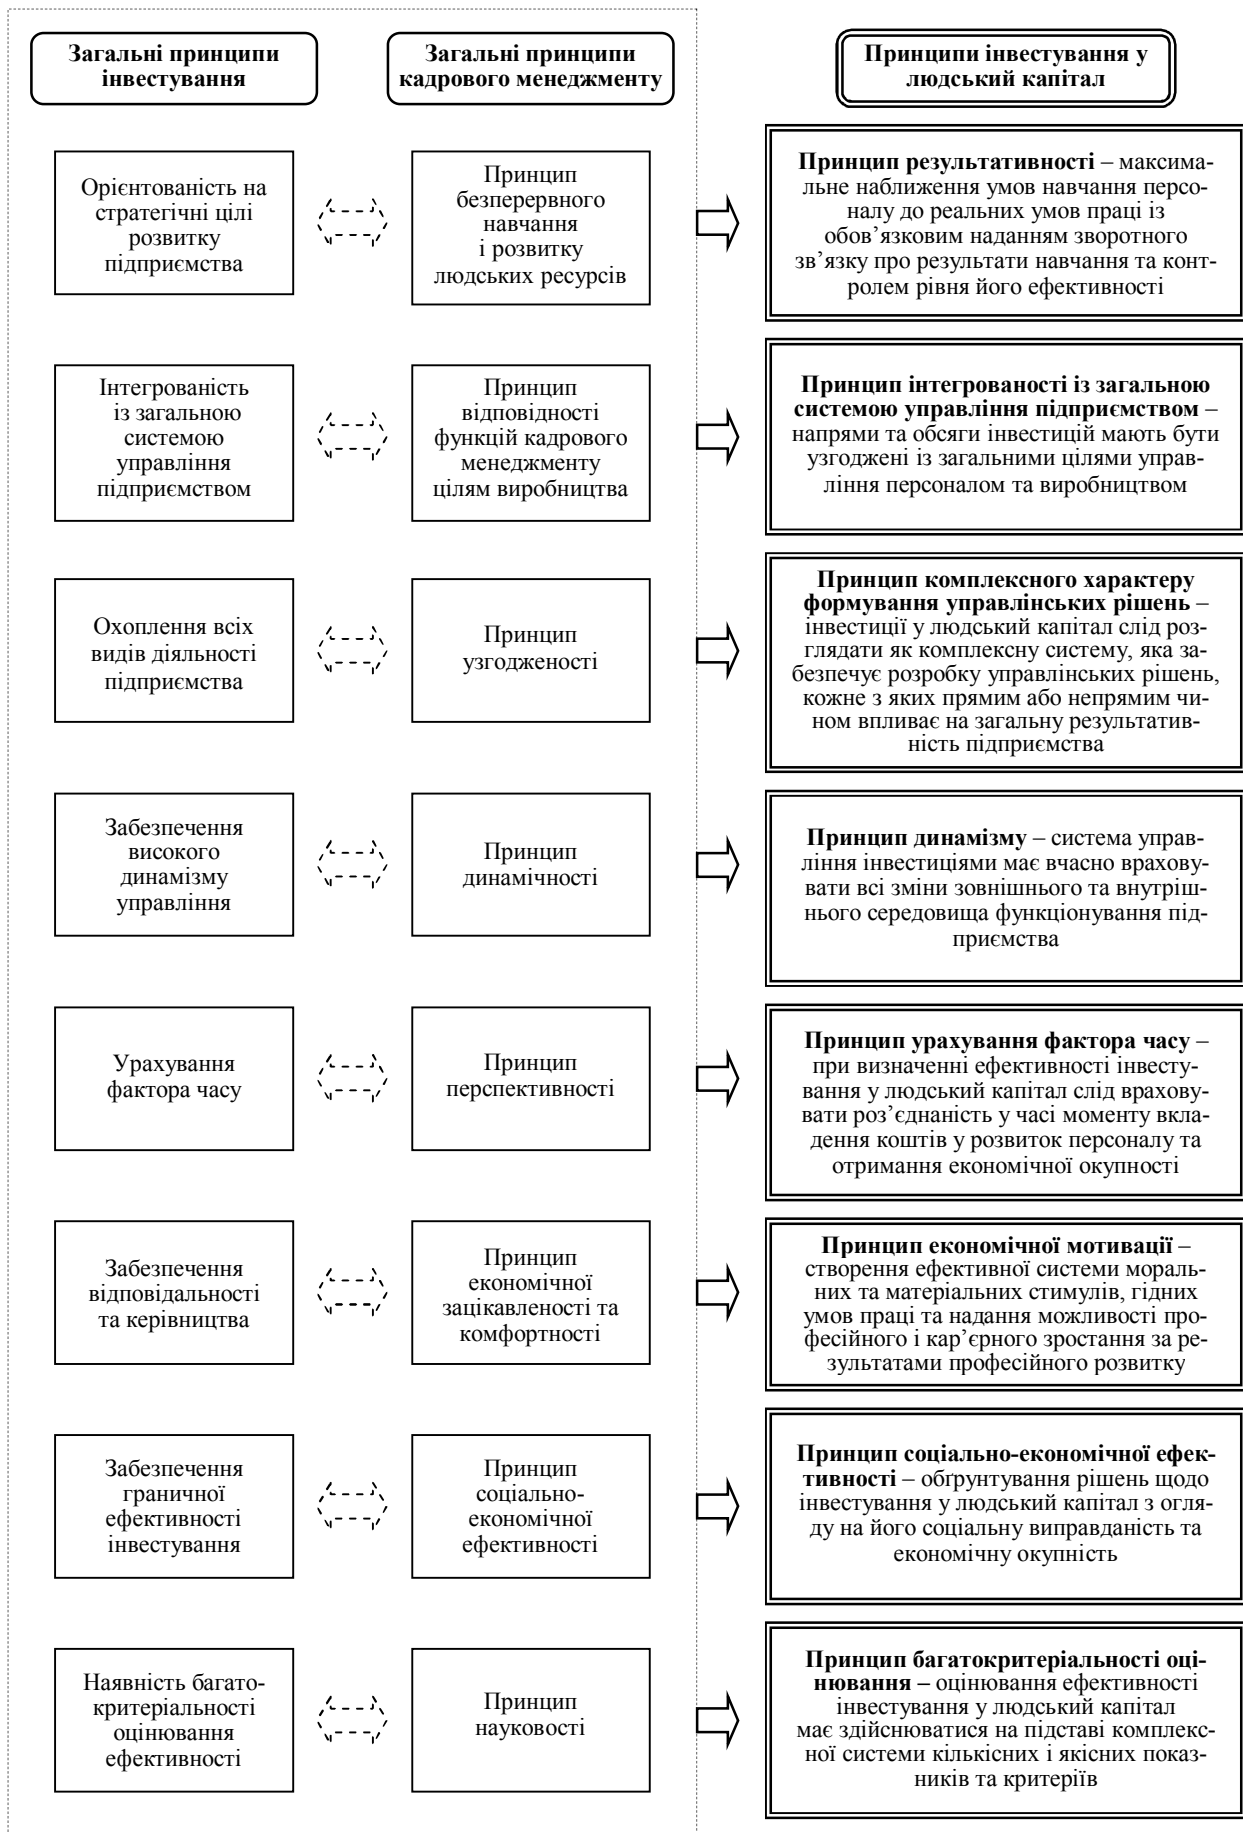 Загальні принципи
інвестування
Загальні принципи
кадрового менеджменту
Принципи інвестування у
людський капітал
Орієнтованість на
стратегічні цілі
розвитку
підприємства
Принцип
безперервного
навчання
і розвитку
людських ресурсів
Принцип результативності – максима-
льне наближення умов навчання персо-
налу до реальних умов праці із
обов’язковим наданням зворотного
зв’язку про результати навчання та конт-
ролем рівня його ефективності
Інтегрованість
із загальною
системою
управління
підприємством
Принцип
відповідності
функцій кадрового
менеджменту
цілям виробництва
Принцип інтегрованості із загальною
системою управління підприємством –
напрями та обсяги інвестицій мають бути
узгоджені із загальними цілями управ-
ління персоналом та виробництвом
Охоплення всіх
видів діяльності
підприємства
Принцип
узгодженості
Принцип комплексного характеру
формування управлінських рішень –
інвестиції у людський капітал слід роз-
глядати як комплексну систему, яка за-
безпечує розробку управлінських рішень,
кожне з яких прямим або непрямим чи-
ном впливає на загальну результатив-
ність підприємства
Забезпечення
високого
динамізму
управління
Принцип
динамічності
Принцип динамізму – система управ-
ління інвестиціями має вчасно врахову-
вати всі зміни зовнішнього та внутріш-
нього середовища функціонування під-
приємства
Урахування
фактора часу
Принцип
перспективності
Принцип урахування фактора часу –
при визначенні ефективності інвесту-
вання у людський капітал слід врахову-
вати роз’єднаність у часі моменту вкла-
дення коштів у розвиток персоналу та
отримання економічної окупності
Забезпечення
відповідальності
та керівництва
Принцип
економічної
зацікавленості та
комфортності
Принцип економічної мотивації –
створення ефективної системи мораль-
них та матеріальних стимулів, гідних
умов праці та надання можливості про-
фесійного і кар’єрного зростання за ре-
зультатами професійного розвитку
Забезпечення
граничної
ефективності
інвестування
Принцип
соціально-
економічної
ефективності
Принцип соціально-економічної ефек-
тивності – обґрунтування рішень щодо
інвестування у людський капітал з огля-
ду на його соціальну виправданість та
економічну окупність
Наявність багато-
критеріальності
оцінювання
ефективності
Принцип
науковості
Принцип багатокритеріальності оці-
нювання – оцінювання ефективності
інвестування у людський капітал
має здійснюватися на підставі комплекс-
ної системи кількісних і якісних показ-
ників та критеріїв